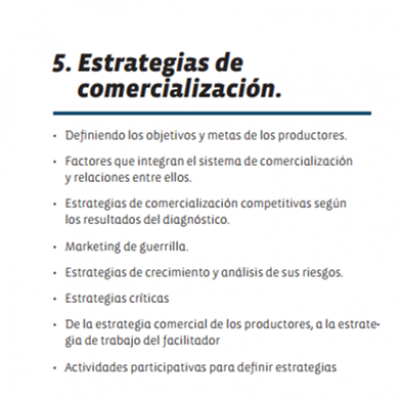 5. Estrategias de
comercialización.
• Definiendo los objetivos y metas de los productores.
• Factores que integran el sistema de comercialización
y relaciones entre ellos.
• Estrategias de comercialización competitivas según
los resultados del diagnóstico.
• Marketing de guerrilla.
• Estrategias de crecimiento y análisis de sus riesgos.
• Estrategias críticas
• De la estrategia comercial de los productores, a la estrate-
gia de trabajo del facilitador
• Actividades participativas para definir estrategias